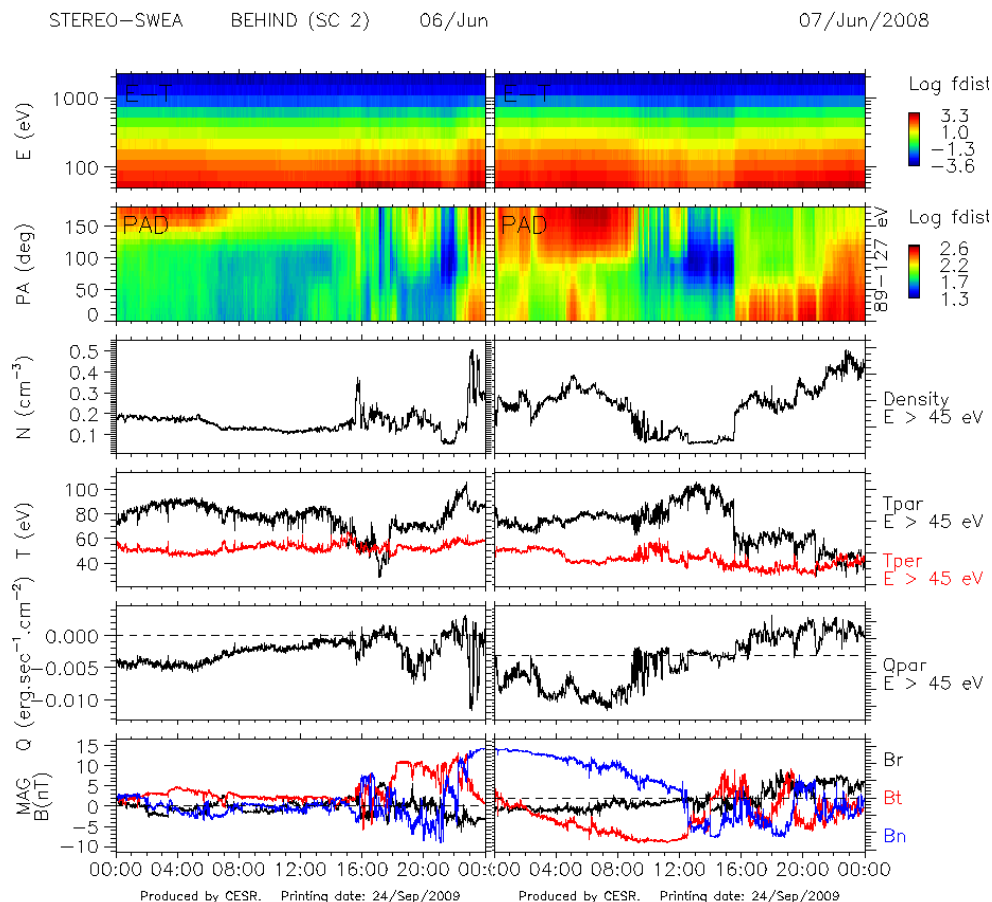 STEREO-SWEA BEHIND (SC 2) 06/Jun 07/Jun/2008
E-T E-T
E (eV)
1000
100
Log fdist
3.3
1.0
-1.3
-3.6
PAD PAD
PA (deg)
150
100
50
0
89-127 eV
Log fdist
2.6
2.2
1.7
1.3
N (cm-3)
0.5
0.4
0.3
0.2
0.1
Density
E > 45 eV
T (eV)
100
80
60
40
Tpar
E > 45 eV
Tper
E > 45 eV
Q (erg.sec-1.cm-2)
0.000
-0.005
-0.010
Qpar
E > 45 eV
MAG
B(nT)
15
10
5
0
-5
-10
Br
Bt
Bn
00:00 04:00 08:00 12:00 16:00 20:00 00:00 04:00 08:00 12:00 16:00 20:00 00:00
Produced by CESR. Printing date: 24/Sep/2009 Produced by CESR. Printing date: 24/Sep/2009